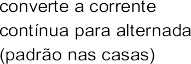 converte a corrente
contínua para alternada
(padrão nas casas)